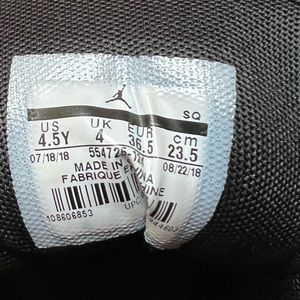 SQ
US UK EUR cm
4.5Y 4 36.5 23.5
07/18/18 08/22/18
MADE IN
FABRIQUE
108606853 UPC